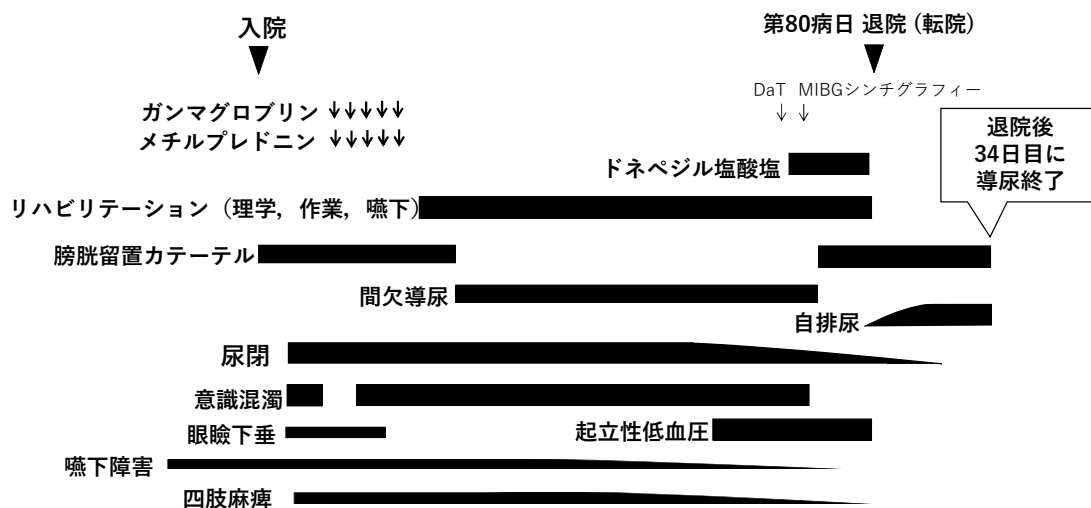 入院
第80病日 退院 (転院)
DaT MIBGシンチグラフィー
ガンマグロブリン ↓↓↓↓↓
メチルプレドニン ↓↓↓↓↓
退院後
34日目に
導尿終了
ドネペジル塩酸塩
リハビリテーション（理学，作業，嚥下）
膀胱留置カテーテル
間欠導尿
自排尿
尿閉
意識混濁
眼瞼下垂
起立性低血圧
嚥下障害
四肢麻痺